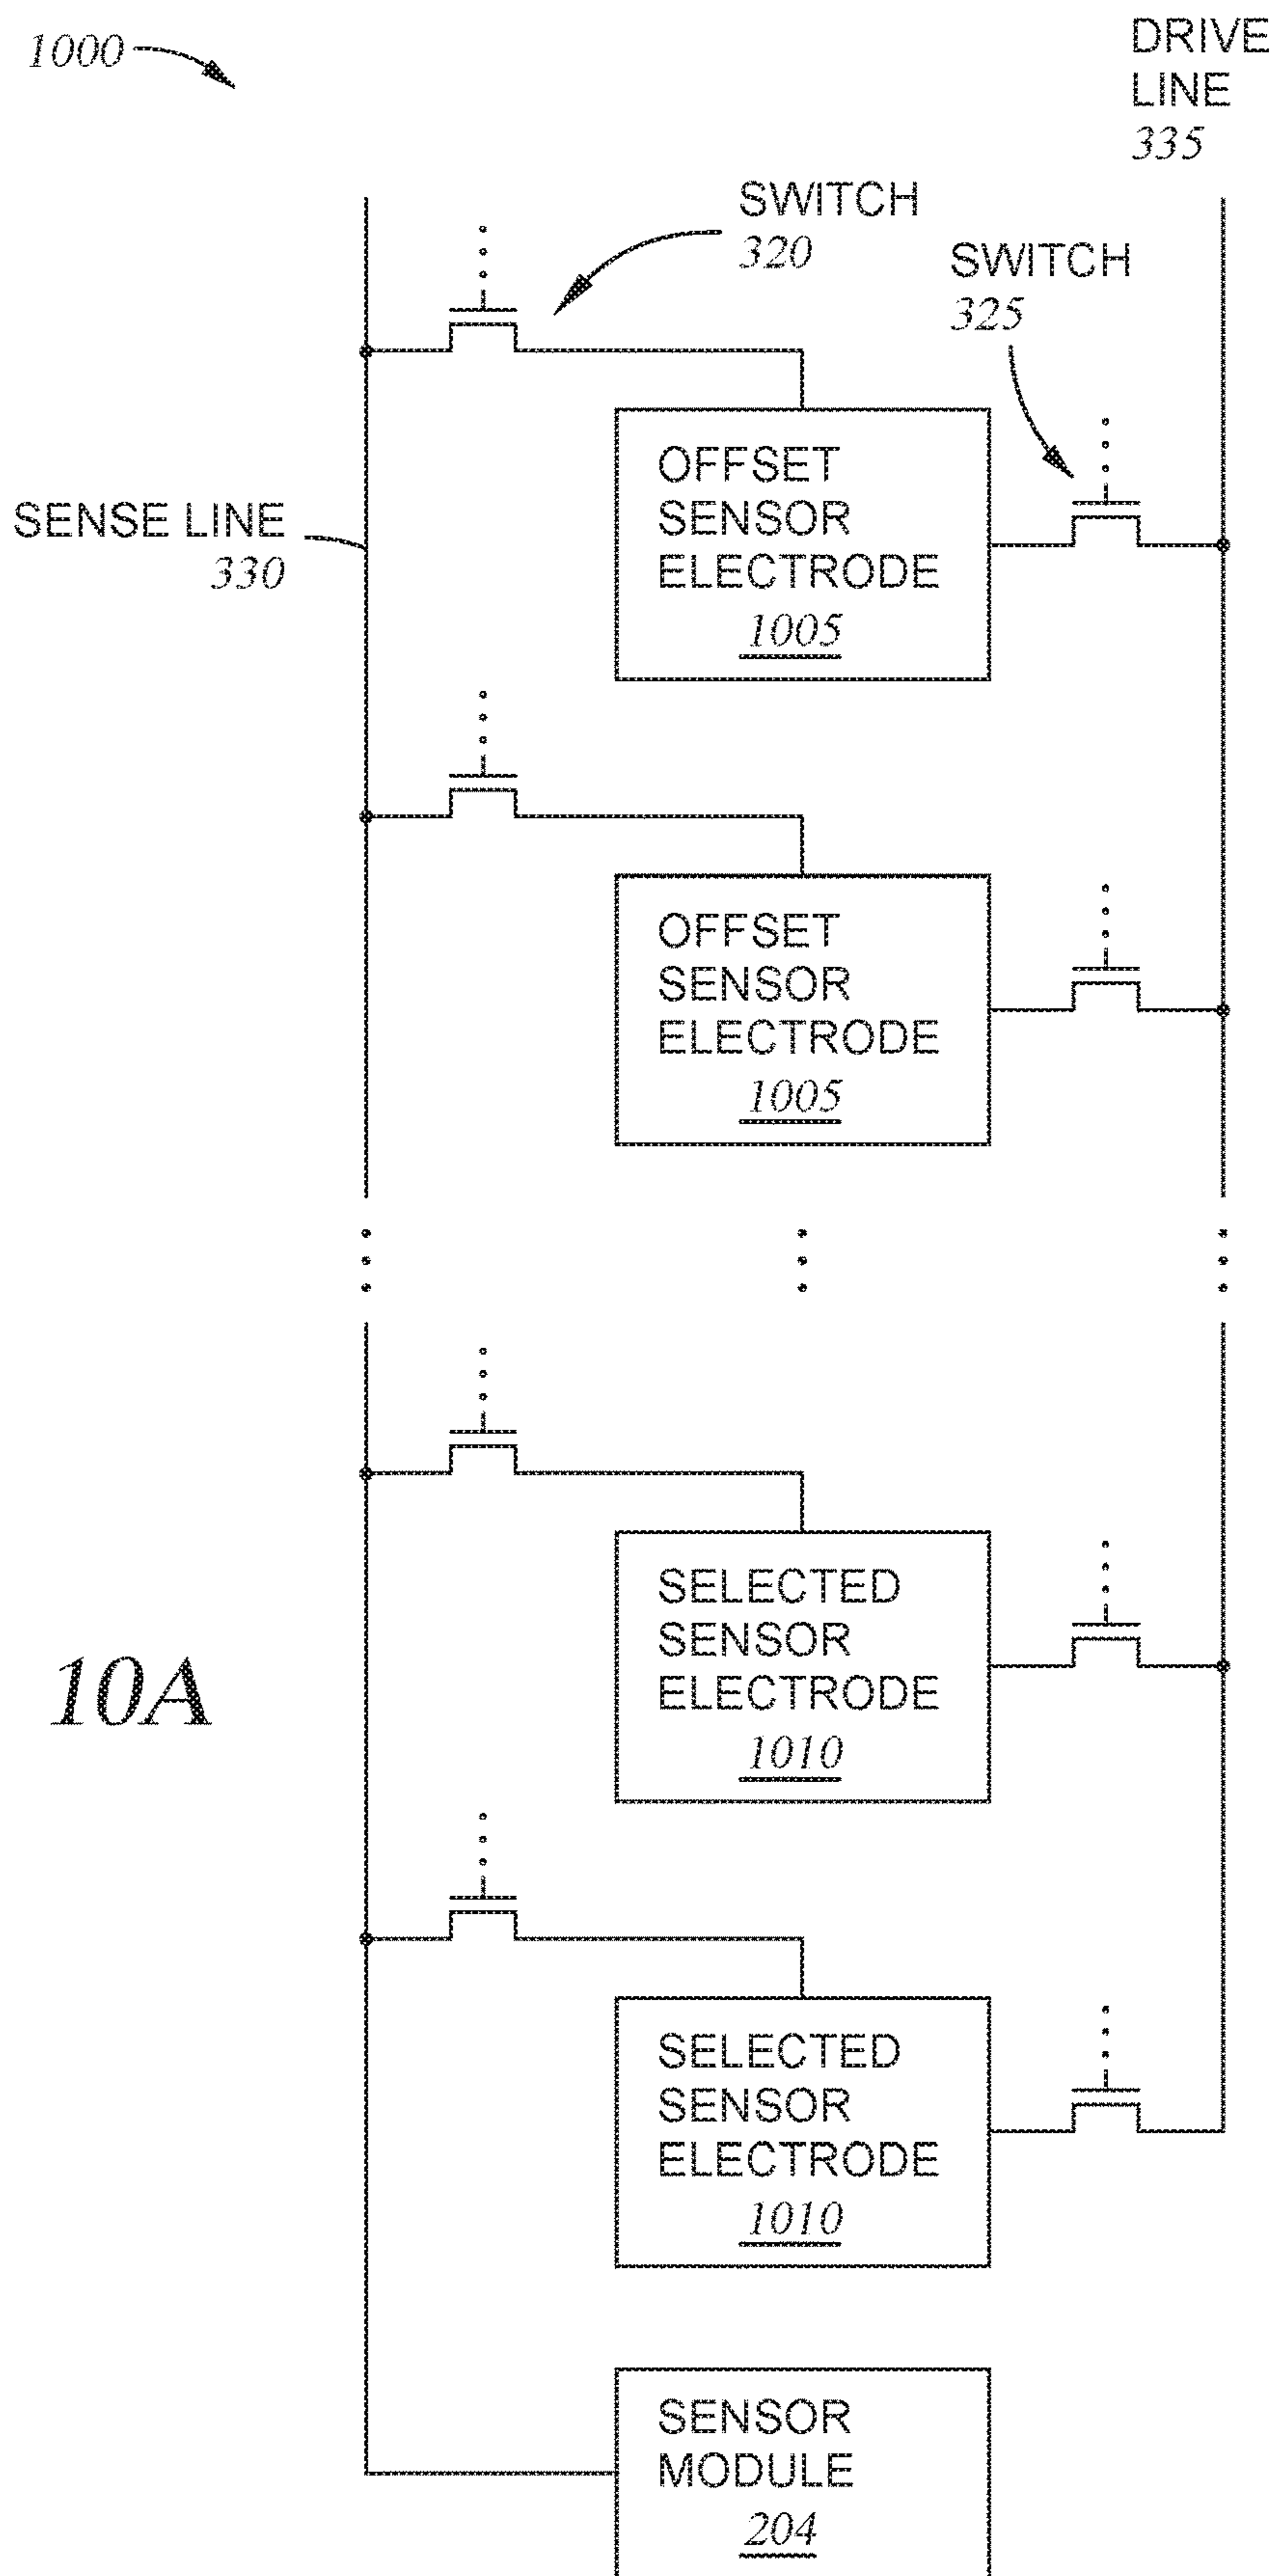 1000
DRIVE
LINE
335
SWITCH
320
SWITCH
325
SENSE LINE
330
OFFSET
SENSOR
ELECTRODE
1005
OFFSET
SENSOR
ELECTRODE
1005
10A
SELECTED
SENSOR
ELECTRODE
1010
SELECTED
SENSOR
ELECTRODE
1010
SENSOR
MODULE
204